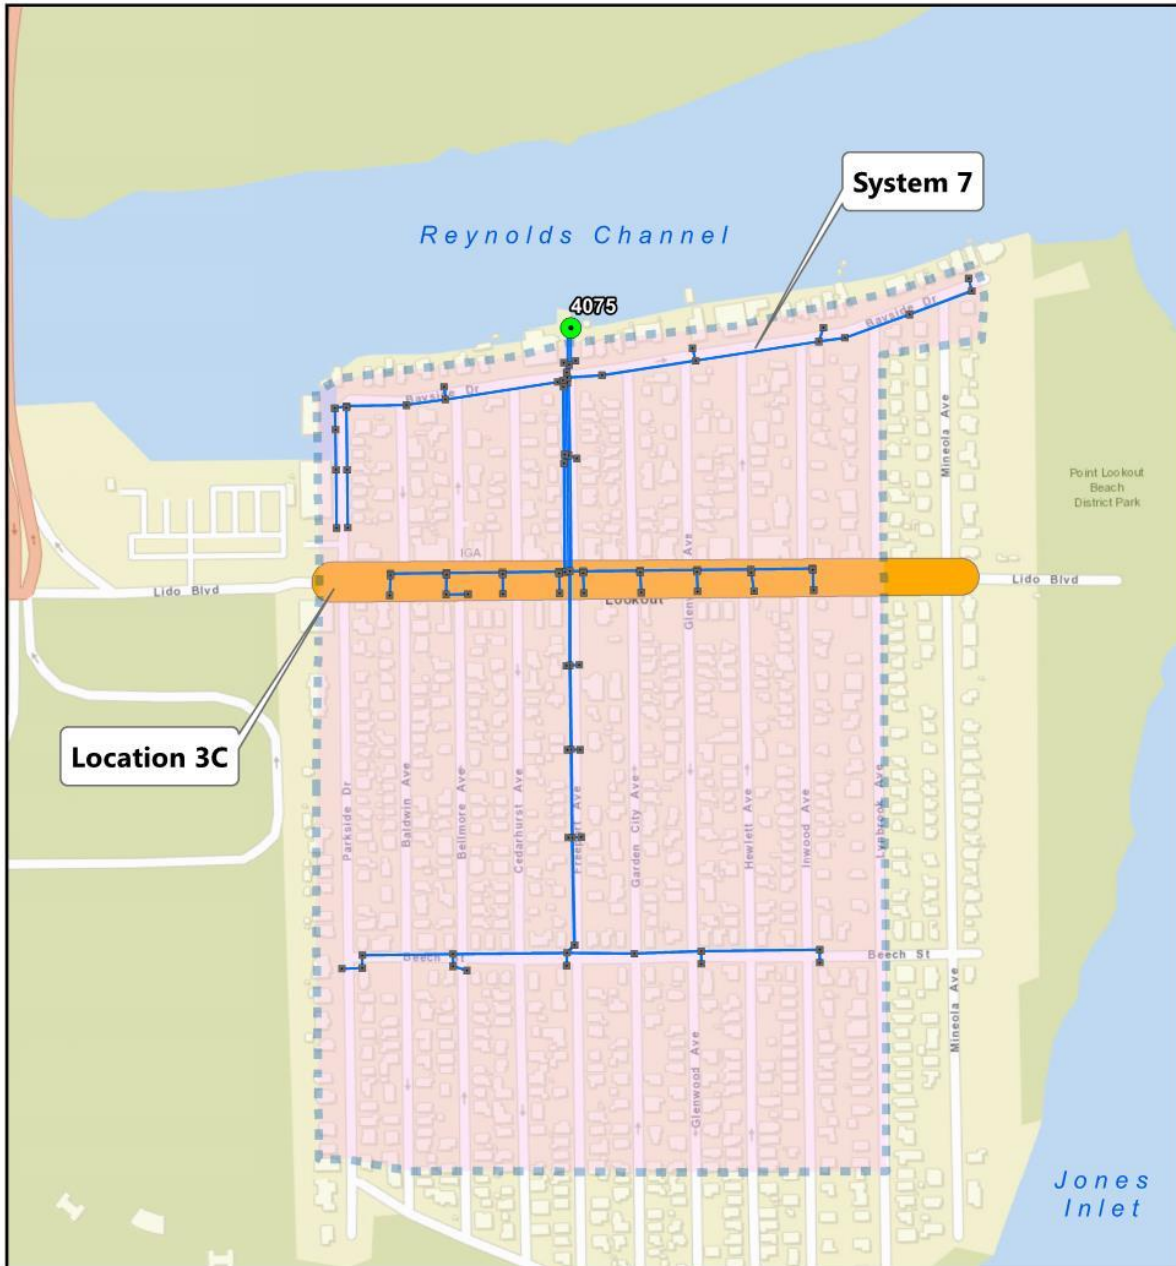 System 7
Reynolds Channel
4075
Bayside Dr
Bayside Dr
Mineola Ave
Point Lookout
Beach
District Park
IGA
Lido Blvd
Lido Blvd
Lookout
Location 3C
Parkside Dr
Baldwin Ave
Bellmore Ave
Cedarhurst Ave
Freeport Ave
Garden City Ave
Hewlett Ave
Inwood Ave
Lynbrook Ave
Beech St
Beech St
Glenwood Ave
Mineola Ave
Jones
Inlet